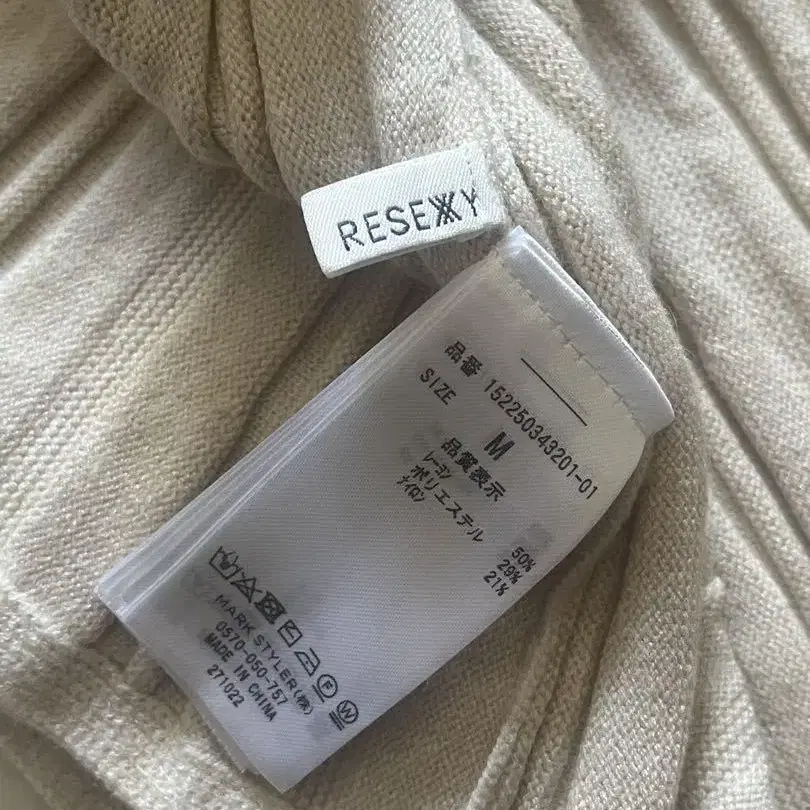 RESEXXY
品番 152250343201-01
SIZE M
品質表示
レーヨン 50%
ポリエステル 29%
ナイロン 21%
MARK STYLER(株)
0570-050-757
MADE IN CHINA
271022